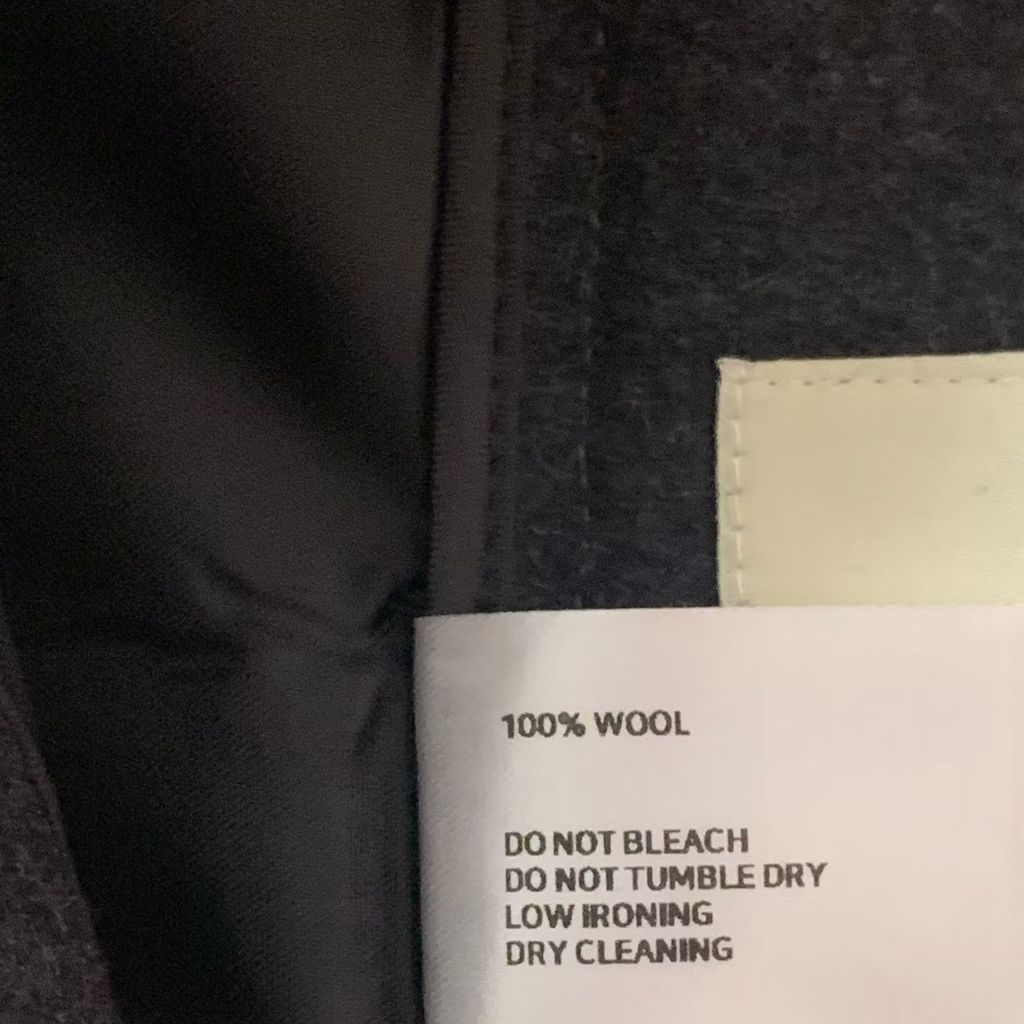 100% WOOL
DO NOT BLEACH
DO NOT TUMBLE DRY
LOW IRONING
DRY CLEANING